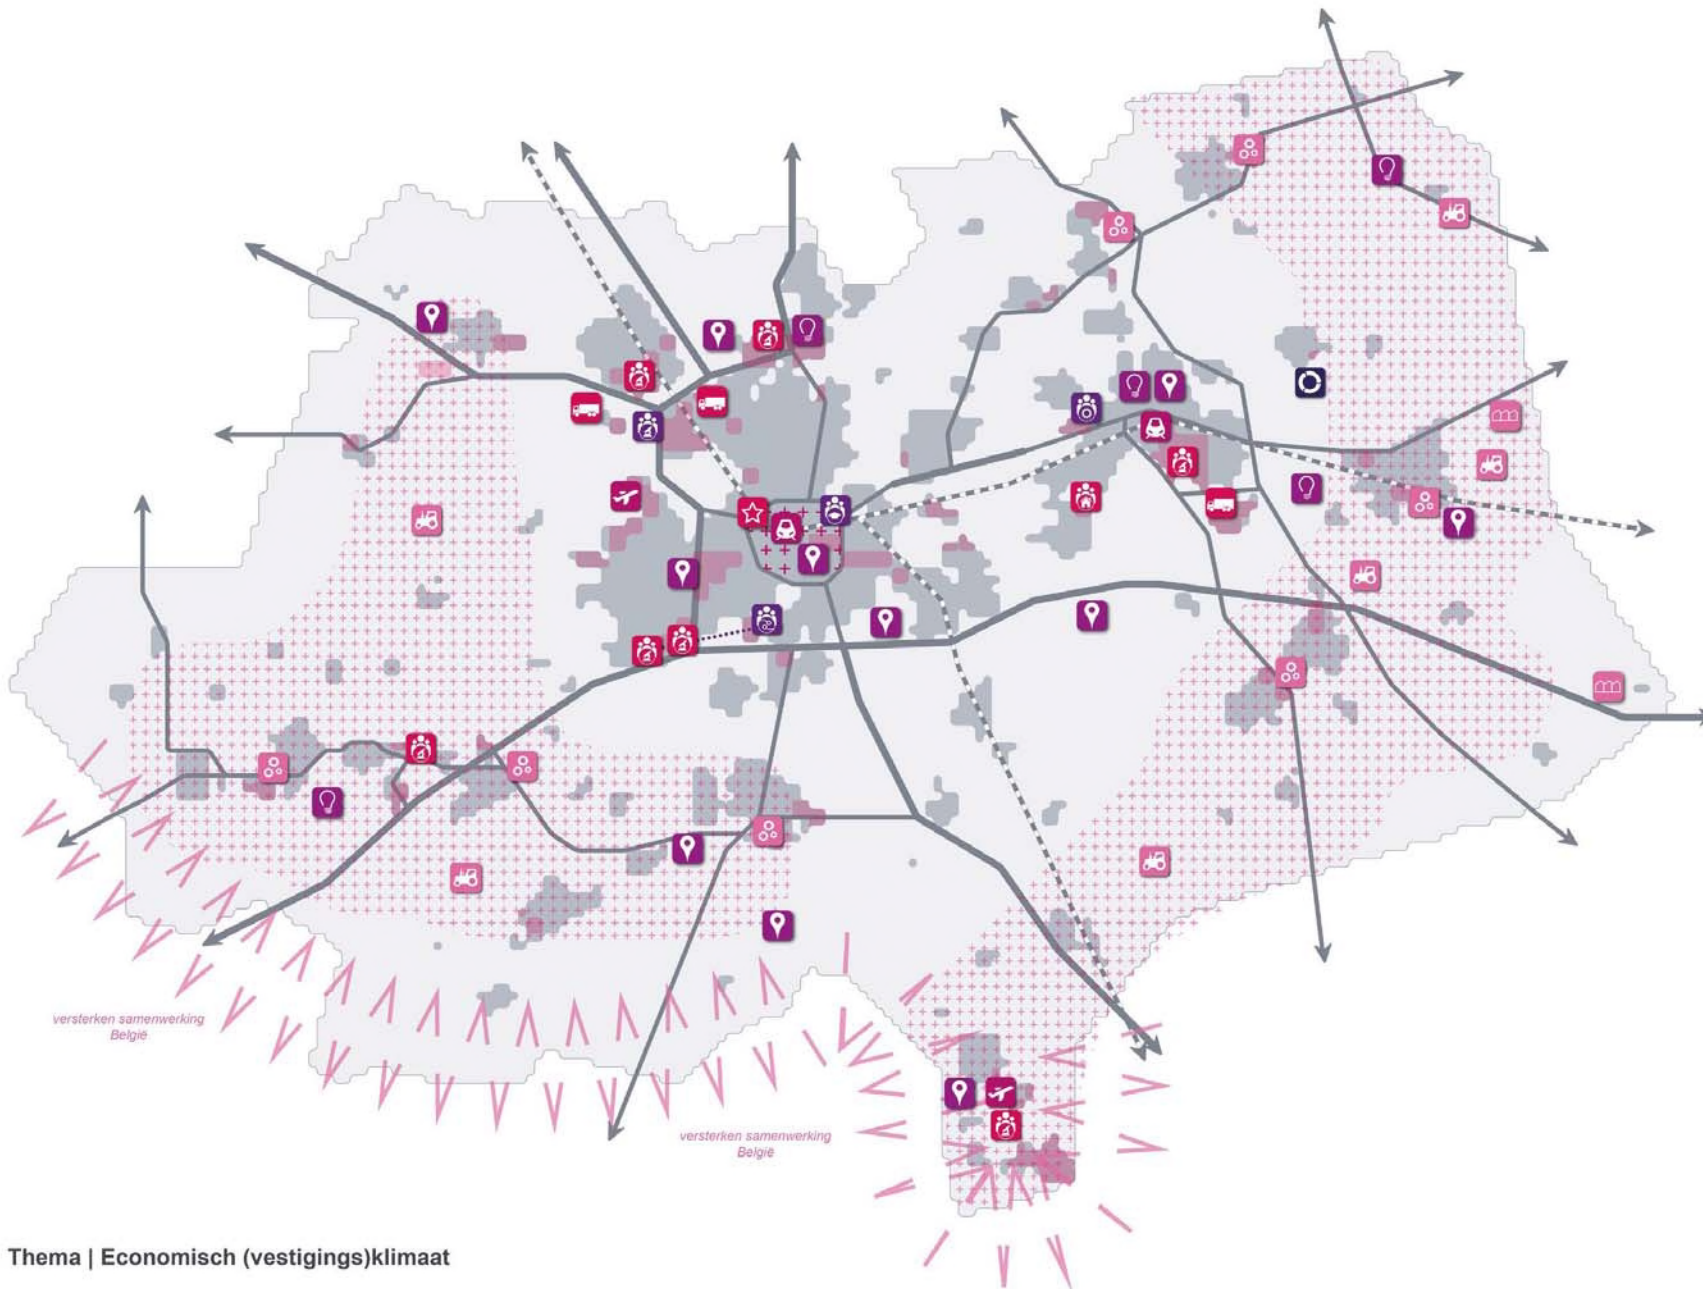 versterken samenwerking
België
versterken samenwerking
België
Thema | Economisch (vestigings)klimaat